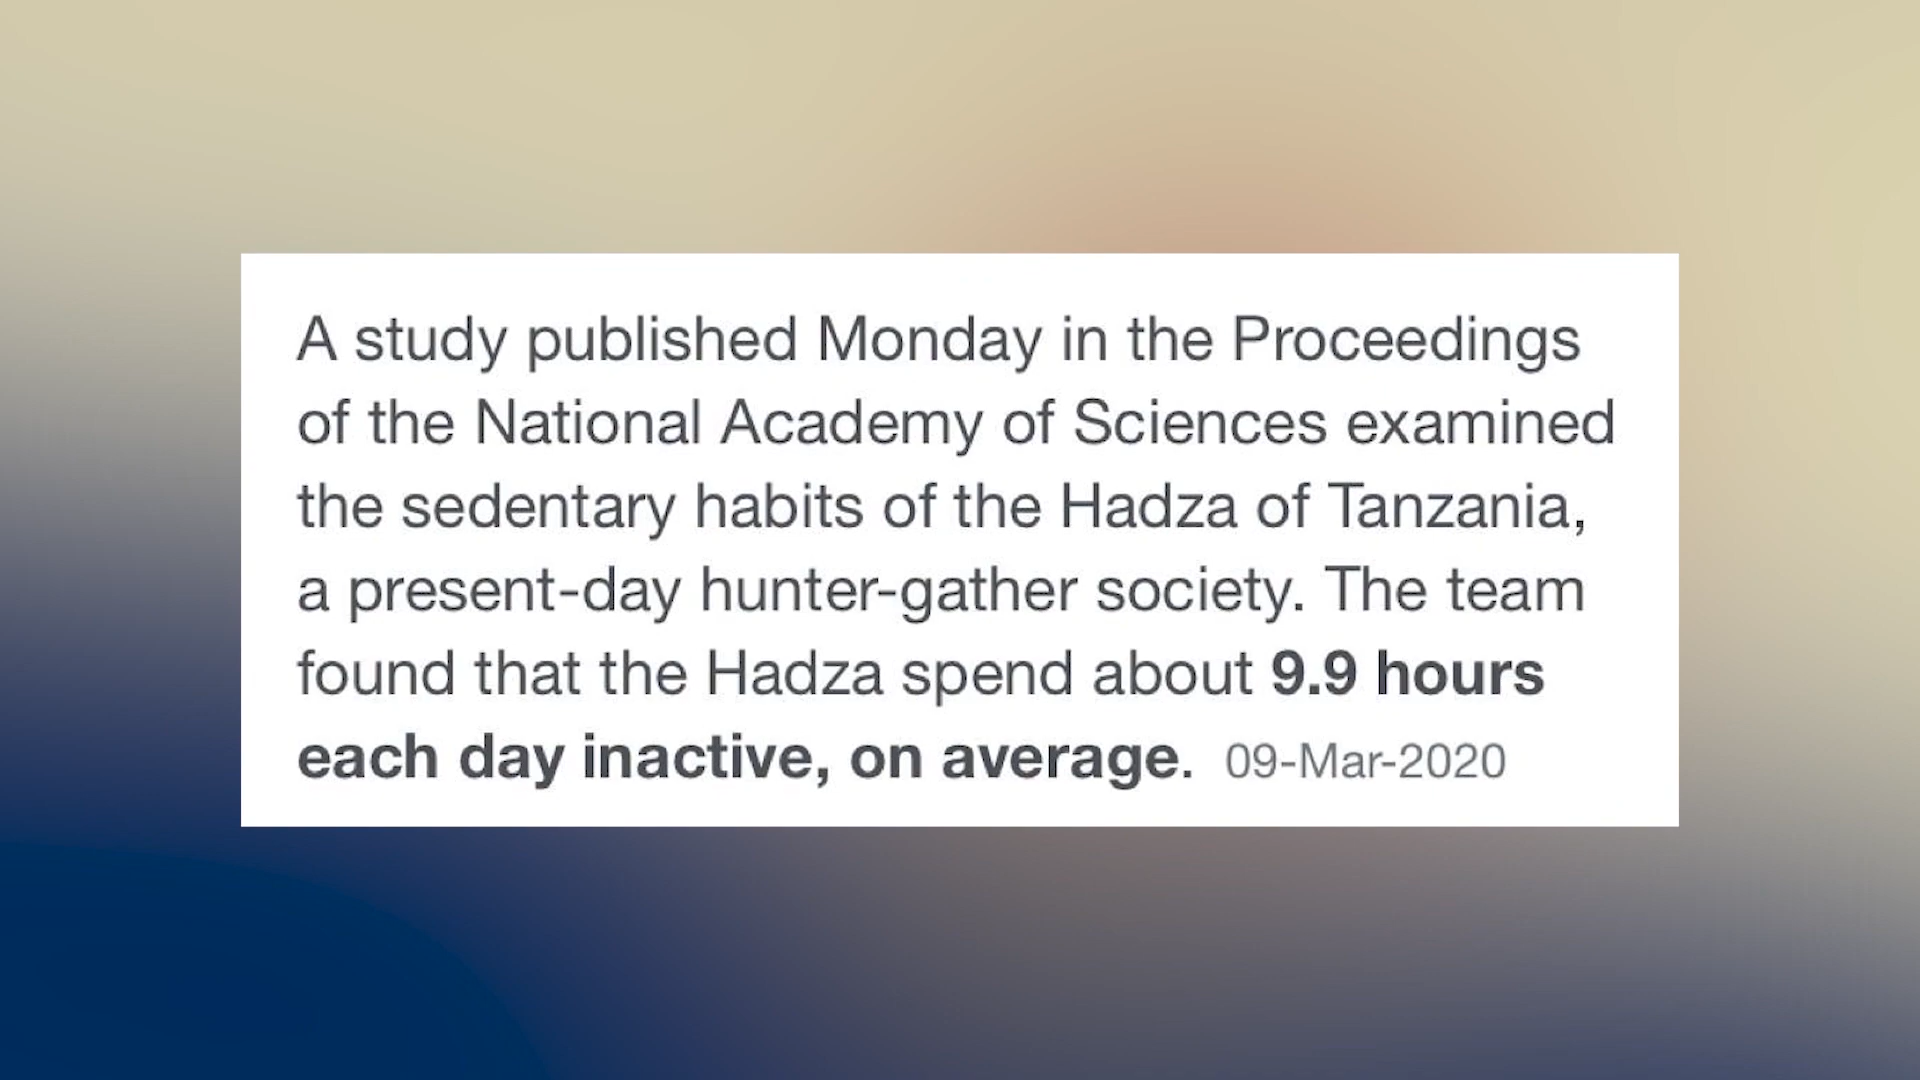 A study published Monday in the Proceedings
of the National Academy of Sciences examined
the sedentary habits of the Hadza of Tanzania,
a present-day hunter-gather society. The team
found that the Hadza spend about 9.9 hours
each day inactive, on average. 09-Mar-2020